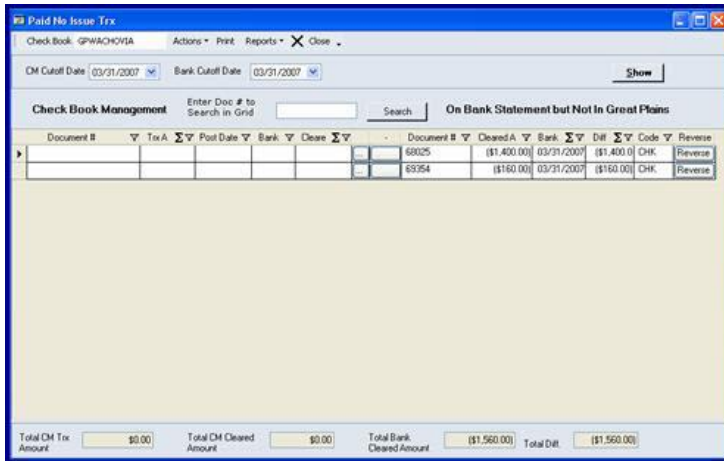 Paid No Issue Trx
Check Book GPWACHOVIA Actions Print Reports Close
CM Cutoff Date 03/31/2007 Bank Cutoff Date 03/31/2007 Show
Check Book Management Enter Doc # to Search in Grid Search On Bank Statement but Not In Great Plains
Document # Trx A Σ Post Date Bank Cleare Σ - Document # Cleared A Bank Σ Diff Σ Code Reverse
... 68025 ($1,400.00) 03/31/2007 ($1,400.0 CHK Reverse
... 69354 ($160.00) 03/31/2007 ($160.00) CHK Reverse
Total CM Trx Amount $0.00 Total CM Cleared Amount $0.00 Total Bank Cleared Amount ($1,560.00) Total Diff. ($1,560.00)